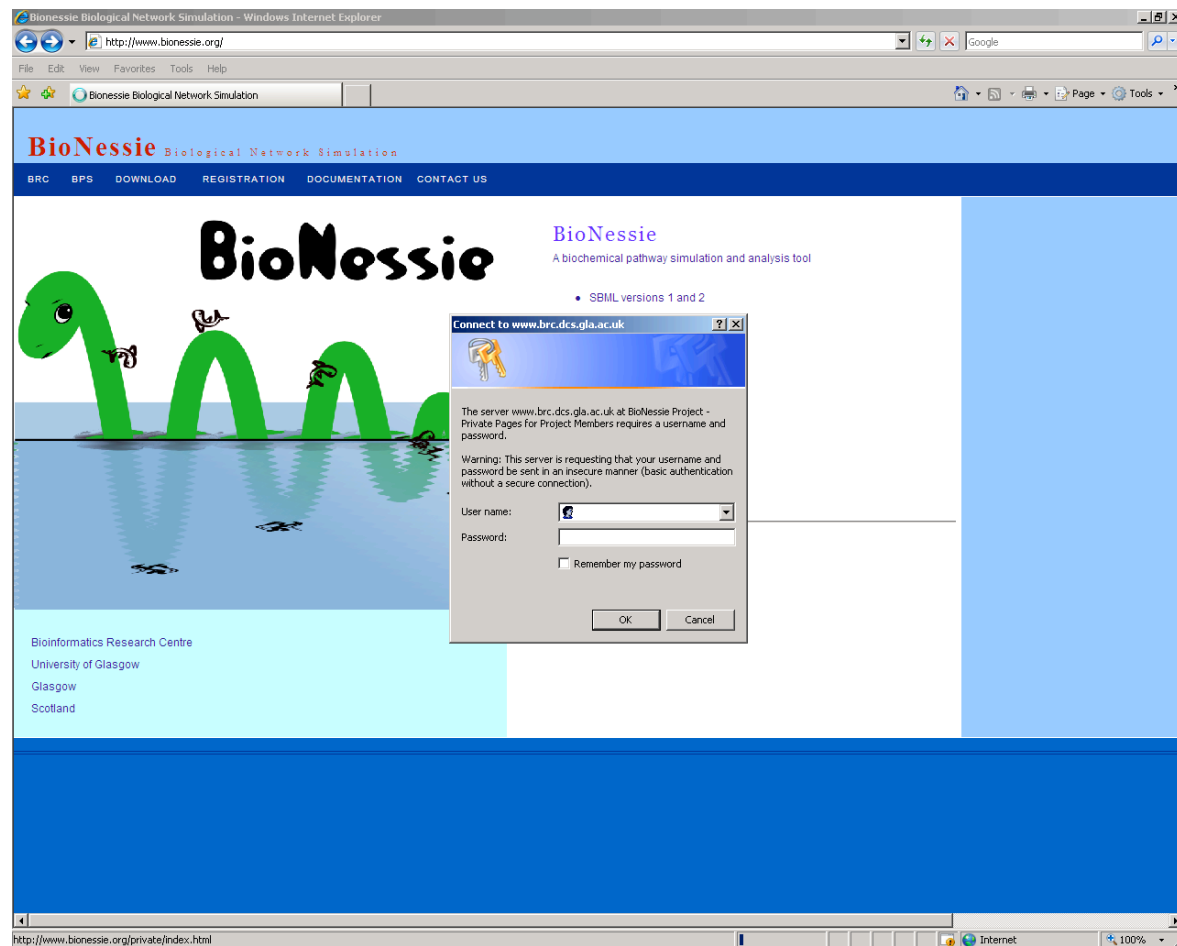 Bionessie Biological Network Simulation - Windows Internet Explorer
http://www.bionessie.org/
Google
File Edit View Favorites Tools Help
Bionessie Biological Network Simulation
Page Tools
BioNessie Biological Network Simulation
BRC BPS DOWNLOAD REGISTRATION DOCUMENTATION CONTACT US
BioNessie
BioNessie
A biochemical pathway simulation and analysis tool
• SBML versions 1 and 2
Connect to www.brc.dcs.gla.ac.uk
The server www.brc.dcs.gla.ac.uk at BioNessie Project -
Private Pages for Project Members requires a username and
password.
Warning: This server is requesting that your username and
password be sent in an insecure manner (basic authentication
without a secure connection).
User name:
Password:
Remember my password
OK Cancel
Bioinformatics Research Centre
University of Glasgow
Glasgow
Scotland
http://www.bionessie.org/private/index.html
Internet
100%